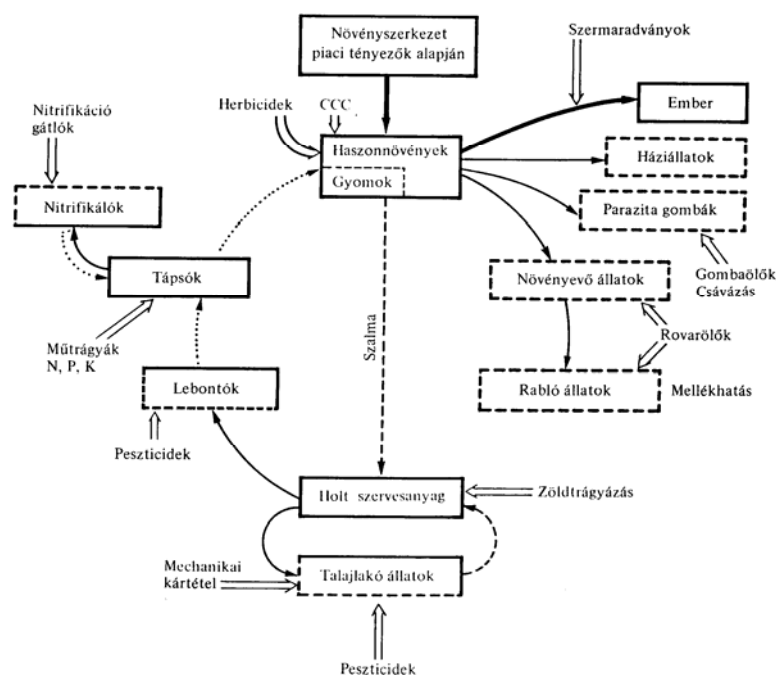 Növényszerkezet
piaci tényezők alapján
Szermaradványok
Ember
Herbicidek
CCC
Nitrifikáció
gátlók
Haszonnövények
Gyomok
Háziállatok
Nitrifikálók
Parazita gombák
Tápsók
Gombaölők
Csávázás
Növényevő állatok
Műtrágyák
N, P, K
Szalma
Rovarölők
Lebontók
Rabló állatok
Mellékhatás
Peszticidek
Holt szervesanyag
Zöldtrágyázás
Mechanikai
kártétel
Talajlakó állatok
Peszticidek